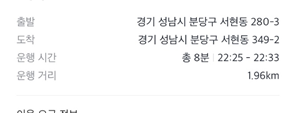 출발 경기 성남시 분당구 서현동 280-3
도착 경기 성남시 분당구 서현동 349-2
운행 시간 총 8분 | 22:25 - 22:33
운행 거리 1.96km